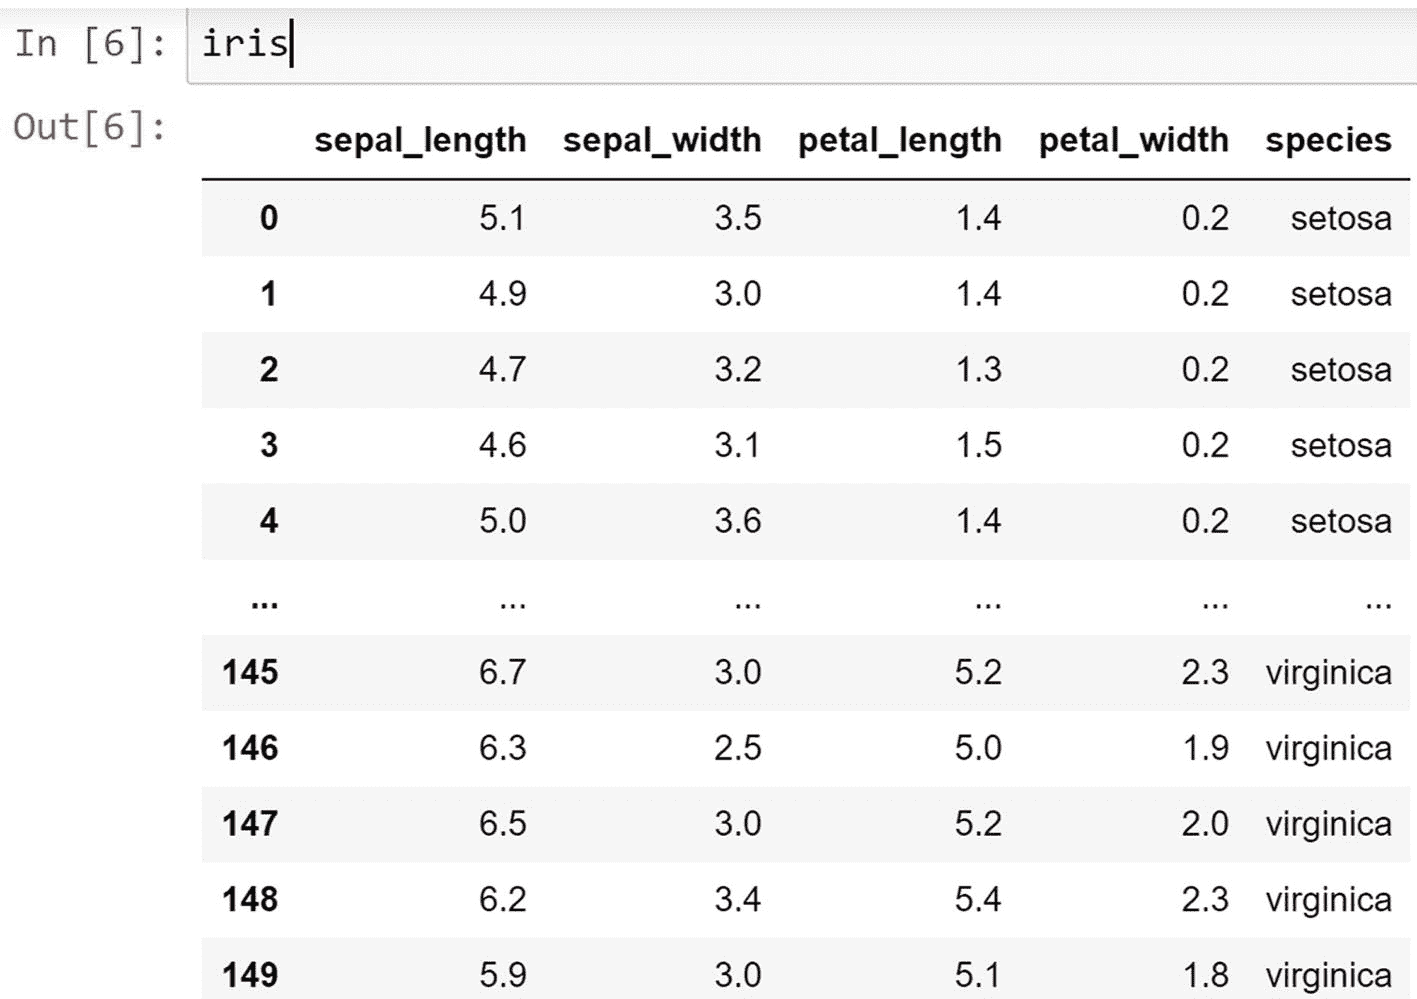 In [6]: iris
Out[6]:
sepal_length sepal_width petal_length petal_width species
0 5.1 3.5 1.4 0.2 setosa
1 4.9 3.0 1.4 0.2 setosa
2 4.7 3.2 1.3 0.2 setosa
3 4.6 3.1 1.5 0.2 setosa
4 5.0 3.6 1.4 0.2 setosa
... ... ... ... ... ...
145 6.7 3.0 5.2 2.3 virginica
146 6.3 2.5 5.0 1.9 virginica
147 6.5 3.0 5.2 2.0 virginica
148 6.2 3.4 5.4 2.3 virginica
149 5.9 3.0 5.1 1.8 virginica